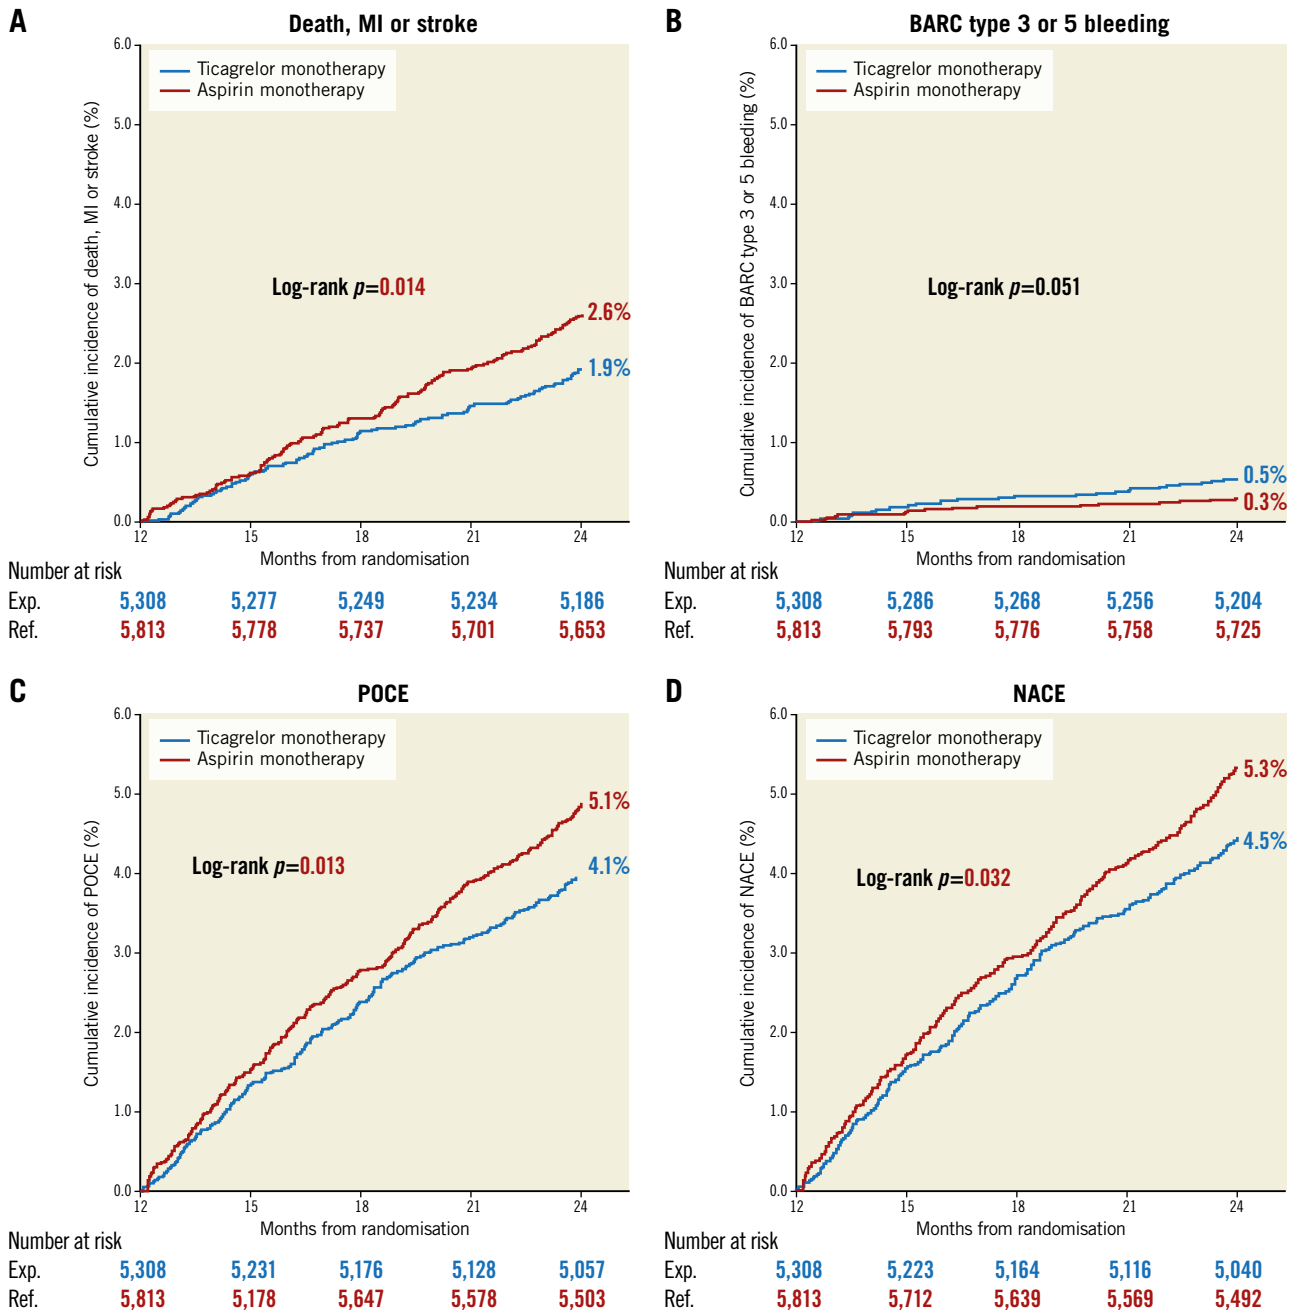 A
Death, MI or stroke
Cumulative incidence of death, MI or stroke (%)
6.0
5.0
4.0
3.0
2.0
1.0
0.0
Ticagrelor monotherapy
Aspirin monotherapy
Log-rank p=0.014
2.6%
1.9%
12 15 18 21 24
Months from randomisation
Number at risk
Exp. 5,308 5,277 5,249 5,234 5,186
Ref. 5,813 5,778 5,737 5,701 5,653
B
BARC type 3 or 5 bleeding
Cumulative incidence of BARC type 3 or 5 bleeding (%)
6.0
5.0
4.0
3.0
2.0
1.0
0.0
Ticagrelor monotherapy
Aspirin monotherapy
Log-rank p=0.051
0.5%
0.3%
12 15 18 21 24
Months from randomisation
Number at risk
Exp. 5,308 5,286 5,268 5,256 5,204
Ref. 5,813 5,793 5,776 5,758 5,725
C
POCE
Cumulative incidence of POCE (%)
6.0
5.0
4.0
3.0
2.0
1.0
0.0
Ticagrelor monotherapy
Aspirin monotherapy
Log-rank p=0.013
5.1%
4.1%
12 15 18 21 24
Months from randomisation
Number at risk
Exp. 5,308 5,231 5,176 5,128 5,057
Ref. 5,813 5,178 5,647 5,578 5,503
D
NACE
Cumulative incidence of NACE (%)
6.0
5.0
4.0
3.0
2.0
1.0
0.0
Ticagrelor monotherapy
Aspirin monotherapy
Log-rank p=0.032
5.3%
4.5%
12 15 18 21 24
Months from randomisation
Number at risk
Exp. 5,308 5,223 5,164 5,116 5,040
Ref. 5,813 5,712 5,639 5,569 5,492